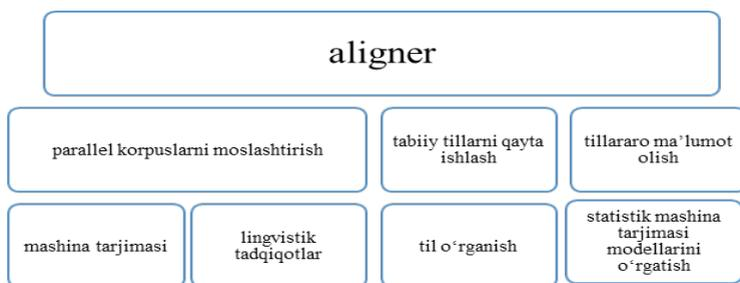 aligner
parallel korpuslarni moslashtirish
tabiiy tillarni qayta
ishlash
tillararo ma’lumot
olish
mashina tarjimasi
lingvistik
tadqiqotlar
til o‘rganish
statistik mashina
tarjimasi
modellarini
o‘rgatish